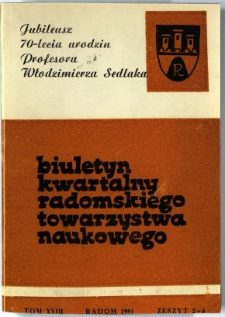 Jubileusz
70-lecia urodzin
Profesora
Włodzimierza Sedlaka
R
biuletyn
kwartalny
radomskiego
towarzystwa
naukowego
TOM XVIII RADOM 1981 ZESZYT 3-4